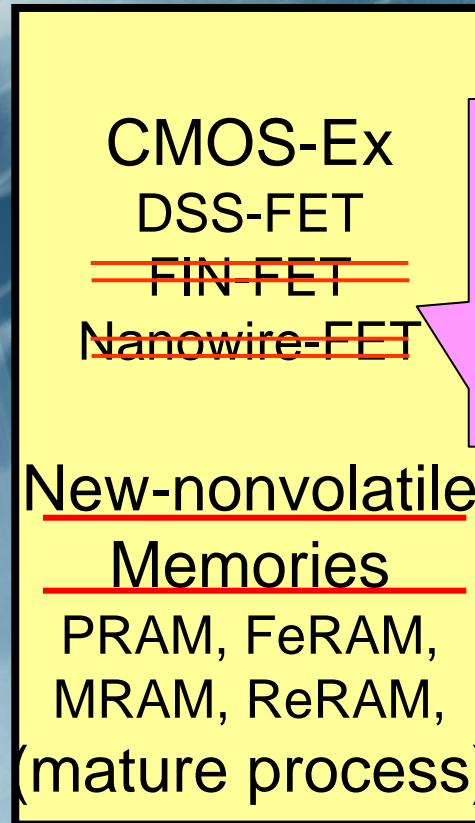 CMOS-Ex
DSS-FET
FIN-FET
Nanowire-FET
New-nonvolatile
Memories
PRAM, FeRAM,
MRAM, ReRAM,
(mature process)